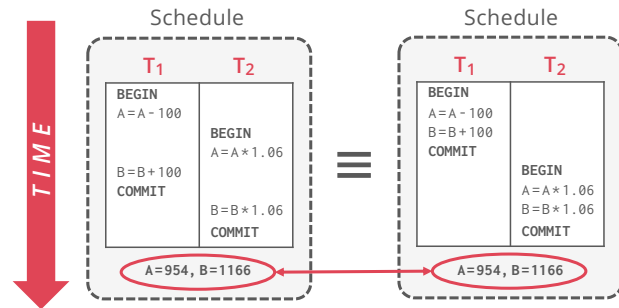 TIME
Schedule
T1 T2
BEGIN
A=A-100
BEGIN
A=A*1.06
B=B+100
COMMIT
B=B*1.06
COMMIT
A=954, B=1166
≡
Schedule
T1 T2
BEGIN
A=A-100
B=B+100
COMMIT
BEGIN
A=A*1.06
B=B*1.06
COMMIT
A=954, B=1166